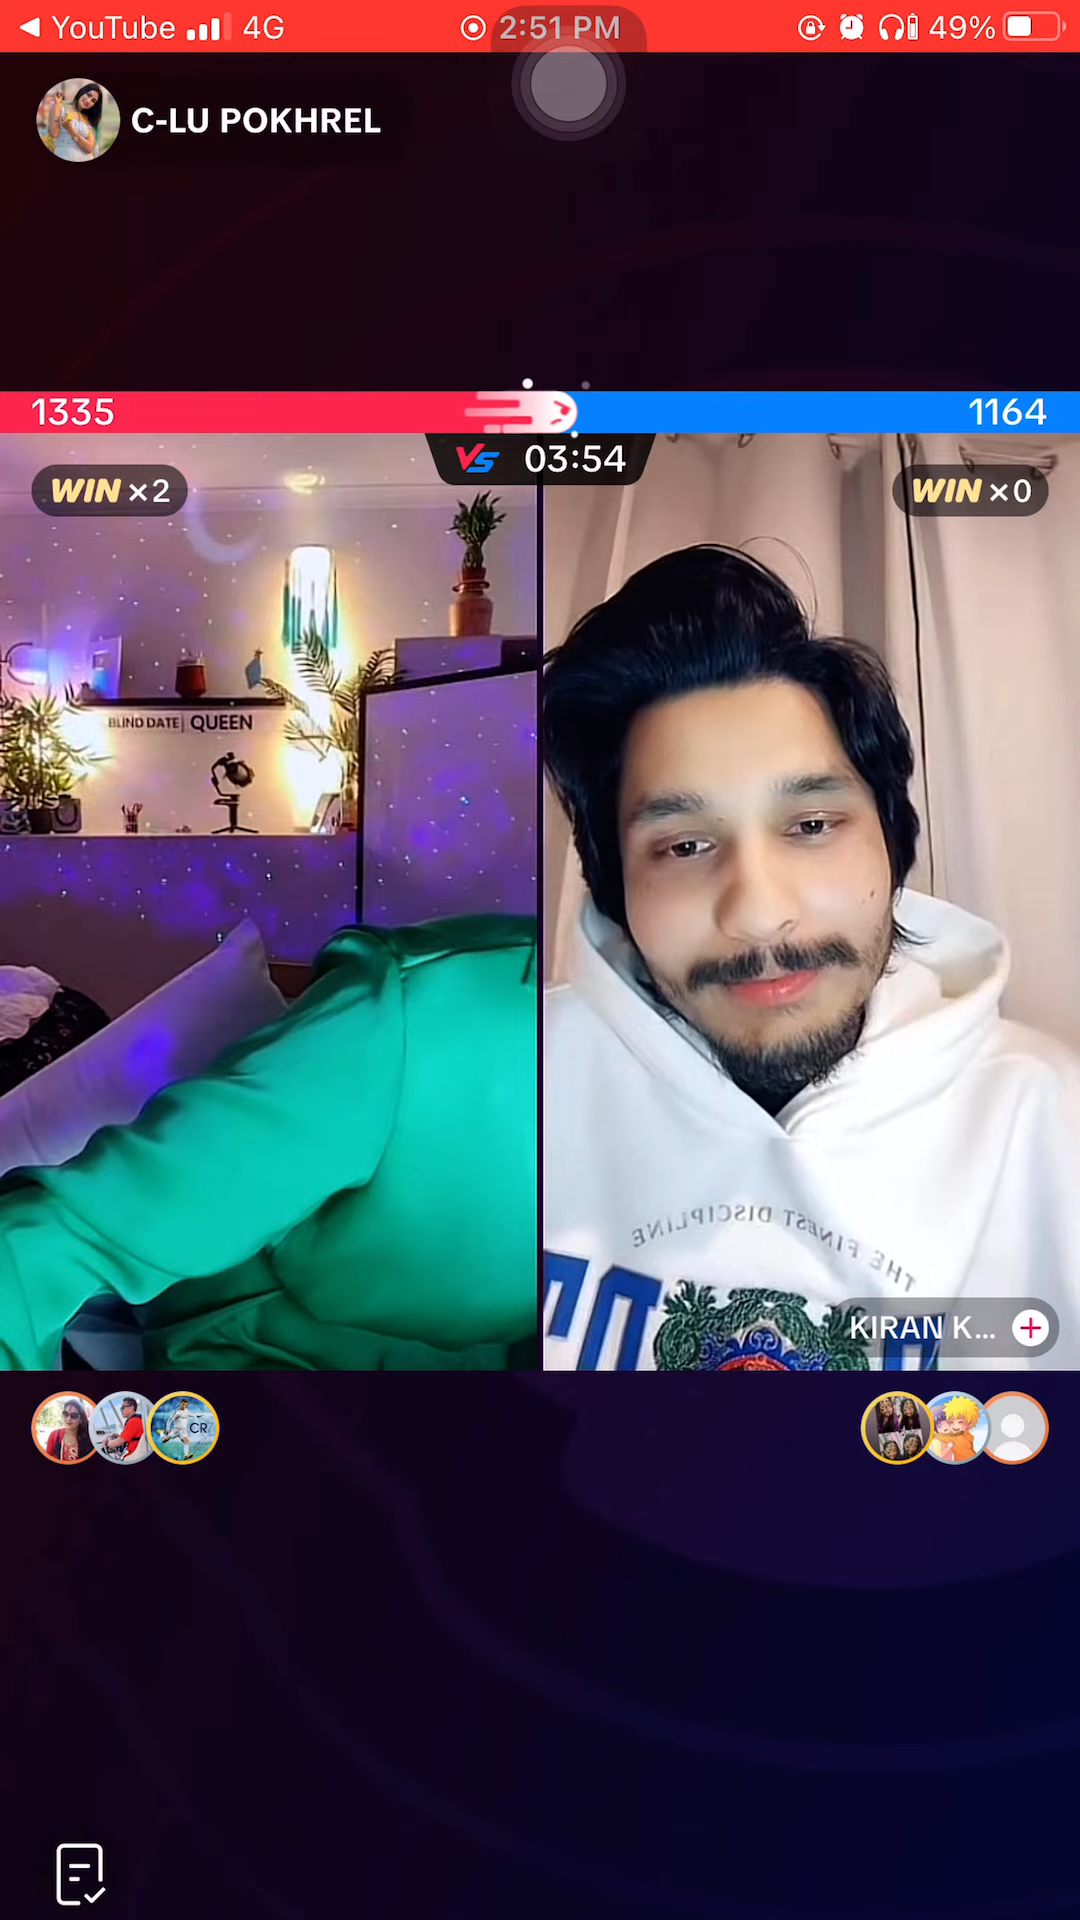 YouTube 4G 2:51 PM 49%
C-LU POKHREL
1335 1164
VS 03:54
WIN ×2 WIN ×0
BLIND DATE| QUEEN
THE FINEST DISCIPLINE
KIRAN K...
CR7